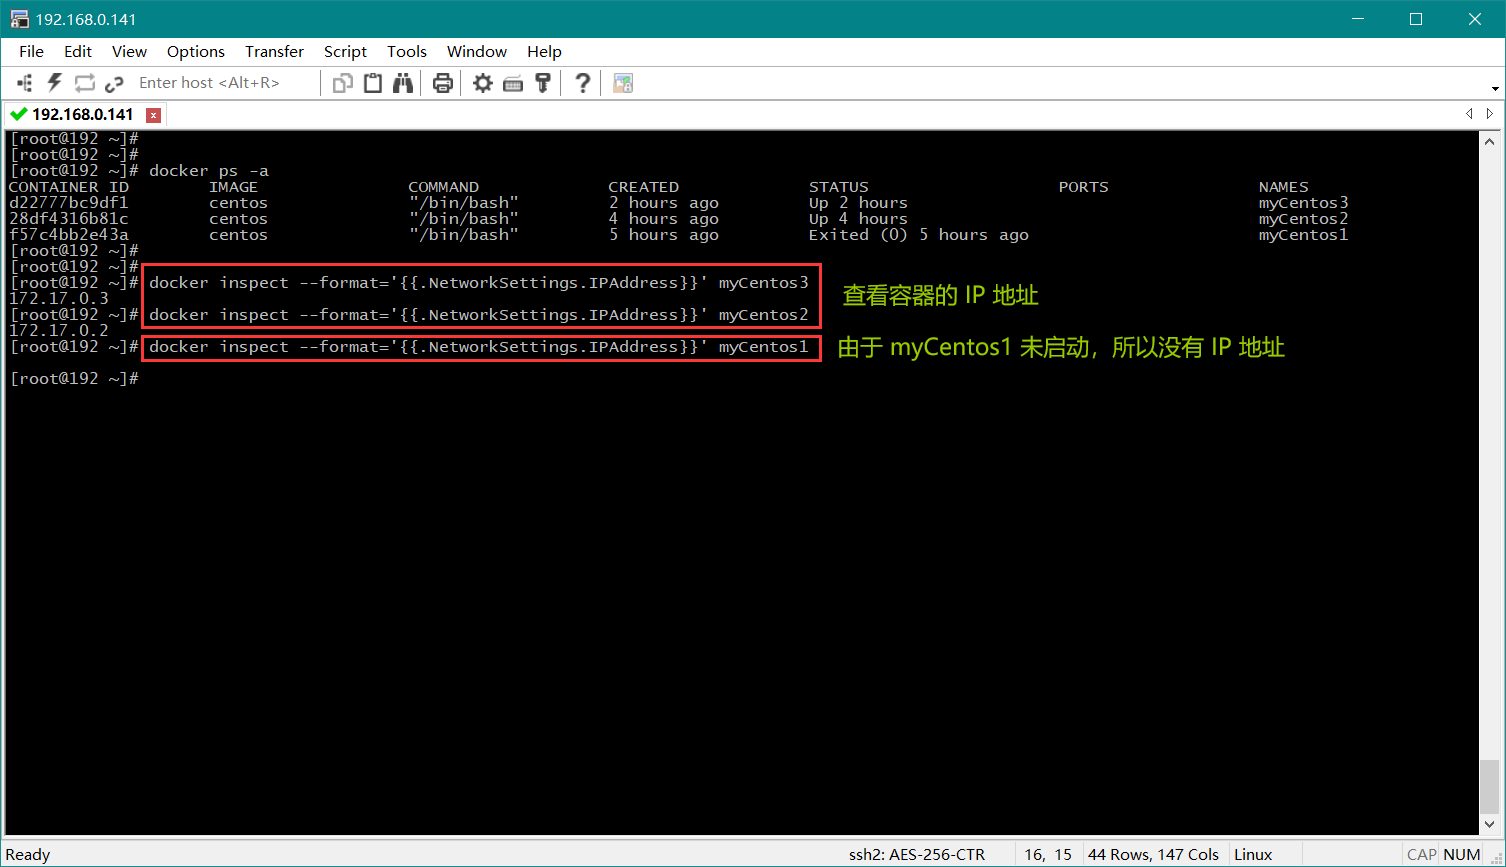 192.168.0.141
File Edit View Options Transfer Script Tools Window Help
Enter host <Alt+R>
192.168.0.141
[root@192 ~]#
[root@192 ~]#
[root@192 ~]# docker ps -a
CONTAINER ID IMAGE COMMAND CREATED STATUS PORTS NAMES
d22777bc9df1 centos "/bin/bash" 2 hours ago Up 2 hours myCentos3
28df4316b81c centos "/bin/bash" 4 hours ago Up 4 hours myCentos2
f57c4bb2e43a centos "/bin/bash" 5 hours ago Exited (0) 5 hours ago myCentos1
[root@192 ~]#
[root@192 ~]#
[root@192 ~]# docker inspect --format='{{.NetworkSettings.IPAddress}}' myCentos3
172.17.0.3
查看容器的 IP 地址
[root@192 ~]# docker inspect --format='{{.NetworkSettings.IPAddress}}' myCentos2
172.17.0.2
[root@192 ~]# docker inspect --format='{{.NetworkSettings.IPAddress}}' myCentos1
由于 myCentos1 未启动，所以没有 IP 地址
[root@192 ~]#
Ready ssh2: AES-256-CTR 16, 15 44 Rows, 147 Cols Linux CAP NUM